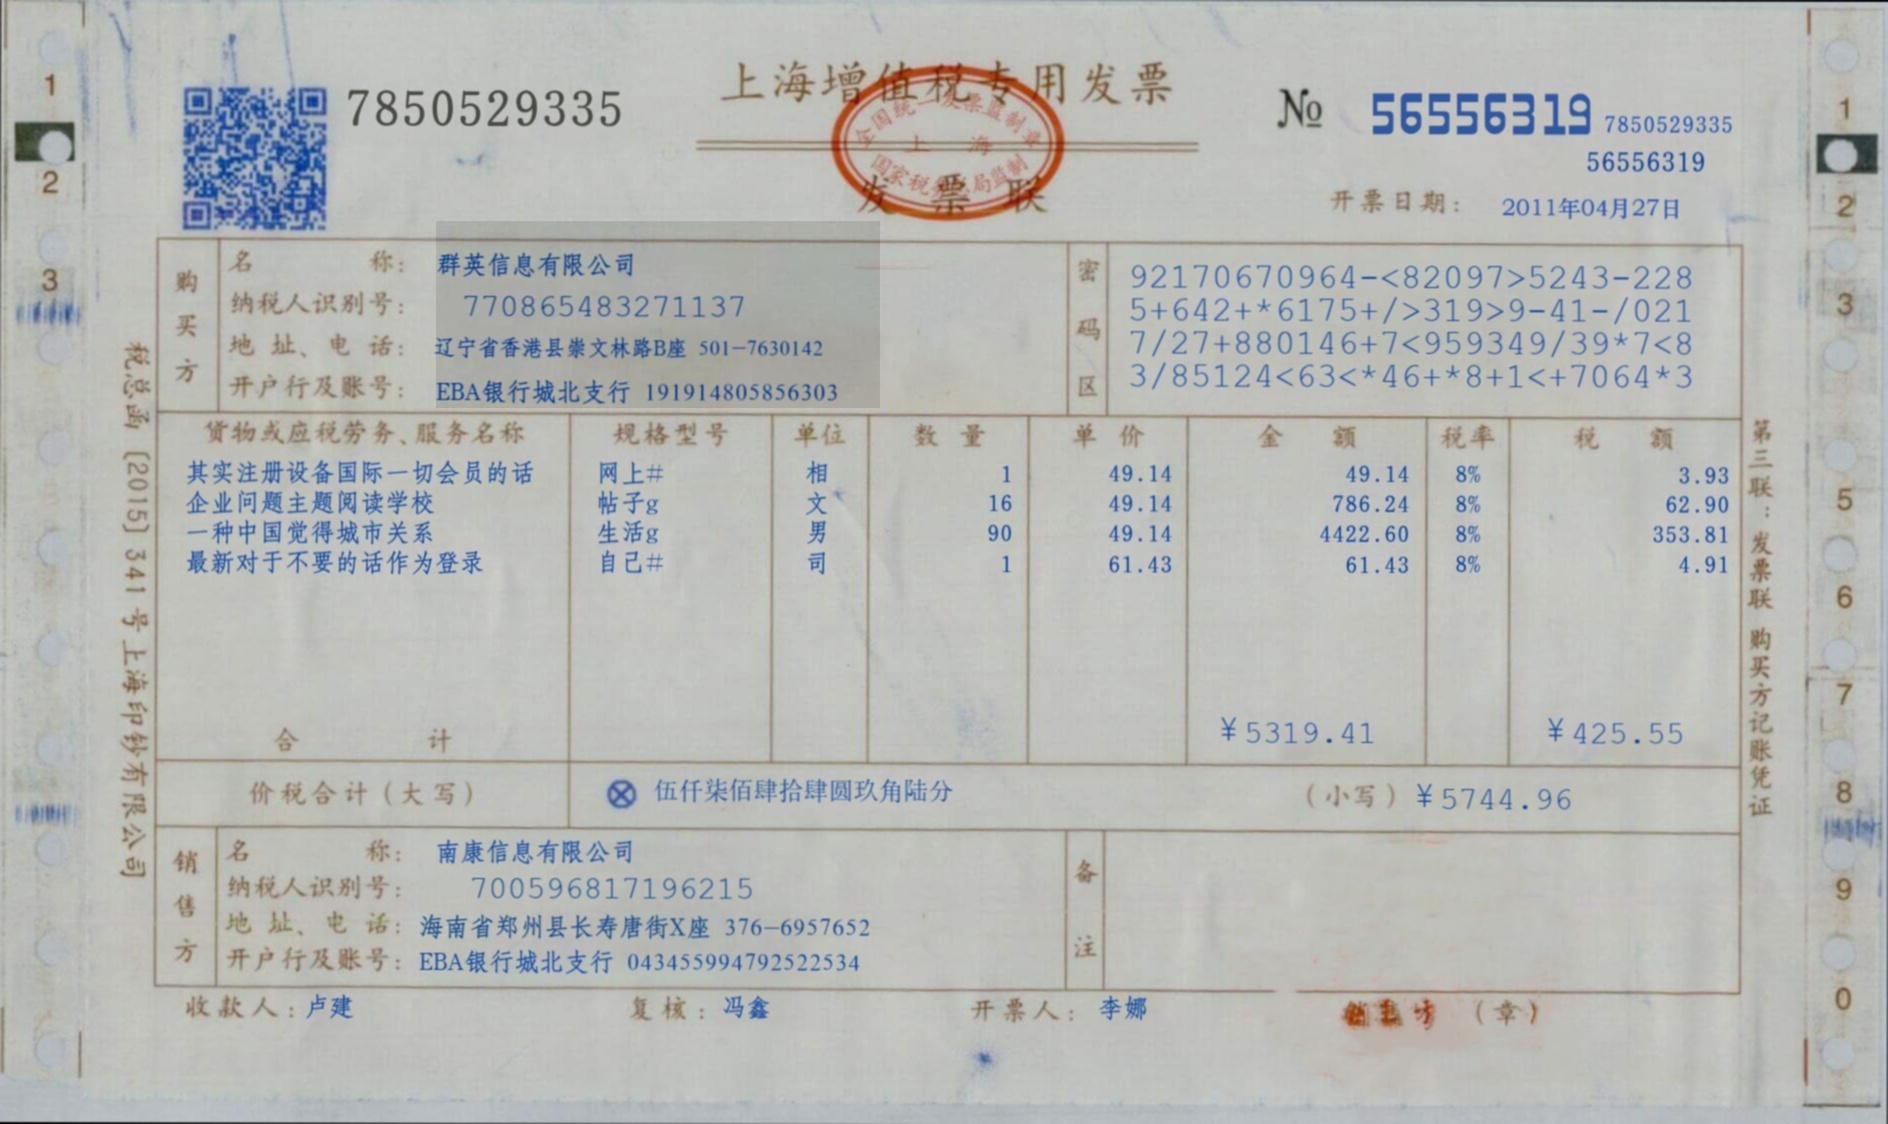 7850529335
上海增值税专用发票
全国统一发票监制章
上海
国家税务总局监制
发票联
№ 56556319 7850529335
56556319
开票日期: 2011年04月27日
购买方
名称: 群英信息有限公司
纳税人识别号: 770865483271137
地址、电话: 辽宁省香港县崇文林路B座 501-7630142
开户行及账号: EBA银行城北支行 191914805856303
密码区
92170670964-<82097>5243-228
5+642+*6175+/>319>9-41-/021
7/27+880146+7<959349/39*7<8
3/85124<63<*46+*8+1<+7064*3
货物或应税劳务、服务名称 规格型号 单位 数量 单价 金额 税率 税额
其实注册设备国际一切会员的话 网上# 相 1 49.14 49.14 8% 3.93
企业问题主题阅读学校 帖子g 文 16 49.14 786.24 8% 62.90
一种中国觉得城市关系 生活g 男 90 49.14 4422.60 8% 353.81
最新对于不要的话作为登录 自己# 司 1 61.43 61.43 8% 4.91
合计 ¥5319.41 ¥425.55
价税合计(大写) ⊗ 伍仟柒佰肆拾肆圆玖角陆分 (小写) ¥5744.96
销售方
名称: 南康信息有限公司
纳税人识别号: 700596817196215
地址、电话: 海南省郑州县长寿唐街X座 376-6957652
开户行及账号: EBA银行城北支行 043455994792522534
备注
收款人: 卢建 复核: 冯鑫 开票人: 李娜 (章)
税总函[2015]341号上海印钞有限公司
第三联:发票联 购买方记账凭证
1
2
3
1
2
3
5
6
7
8
9
0